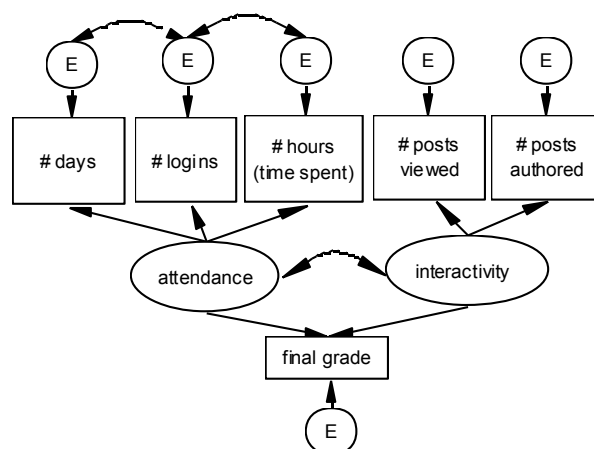 E
E
E
E
E
# days
# logins
# hours
(time spent)
# posts
viewed
# posts
authored
attendance
interactivity
final grade
E